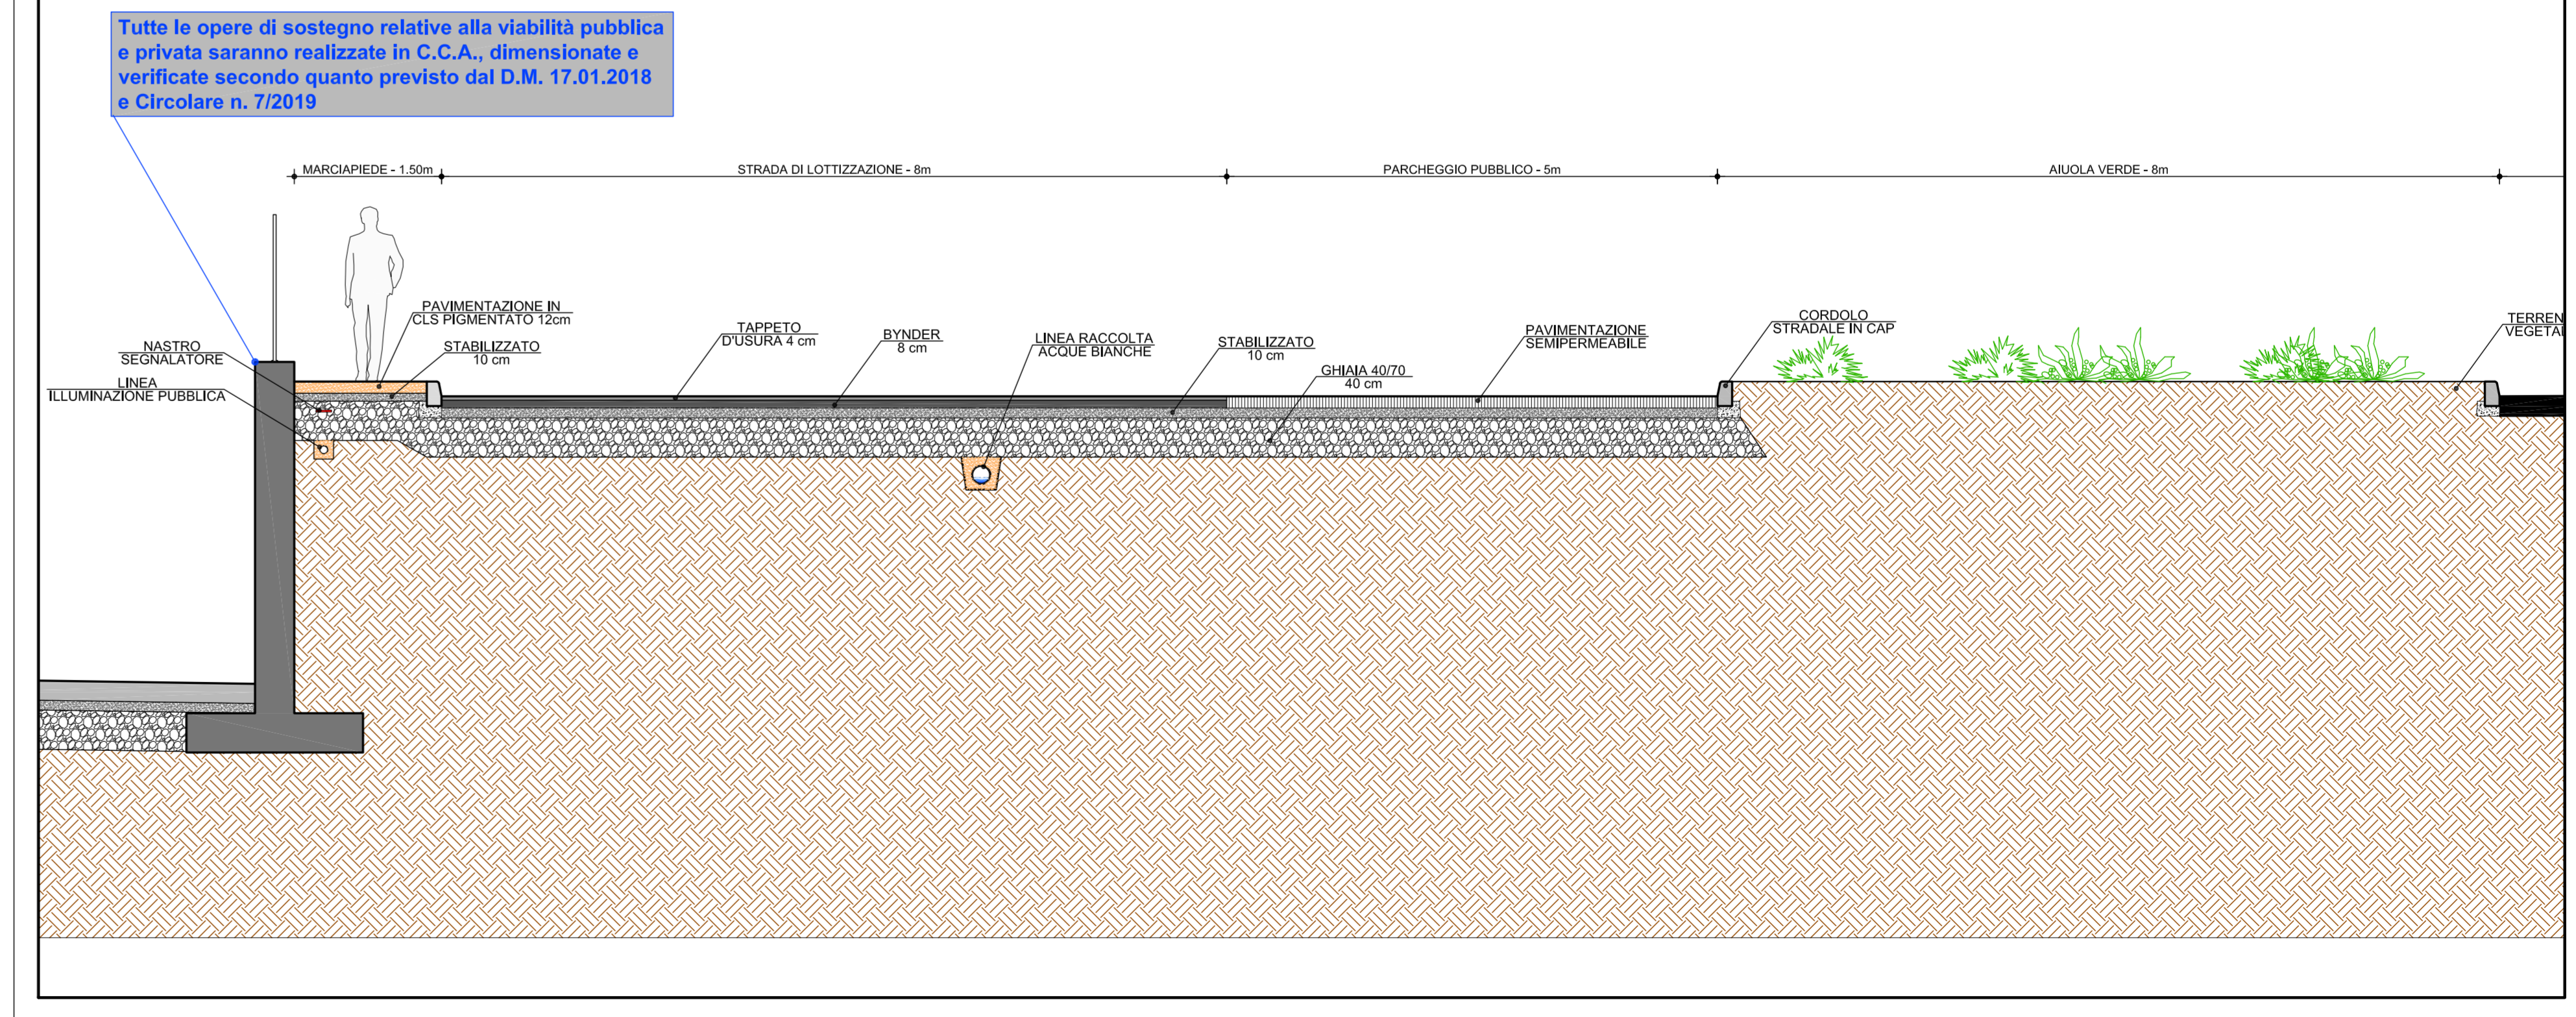 Tutte le opere di sostegno relative alla viabilità pubblica
e privata saranno realizzate in C.C.A., dimensionate e
verificate secondo quanto previsto dal D.M. 17.01.2018
e Circolare n. 7/2019
MARCIAPIEDE - 1.50m
STRADA DI LOTTIZZAZIONE - 8m
PARCHEGGIO PUBBLICO - 5m
AIUOLA VERDE - 8m
NASTRO
SEGNALATORE
LINEA
ILLUMINAZIONE PUBBLICA
PAVIMENTAZIONE IN
CLS PIGMENTATO 12cm
STABILIZZATO
10 cm
TAPPETO
D'USURA 4 cm
BYNDER
8 cm
LINEA RACCOLTA
ACQUE BIANCHE
STABILIZZATO
10 cm
GHIAIA 40/70
40 cm
PAVIMENTAZIONE
SEMIPERMEABILE
CORDOLO
STRADALE IN CAP
TERREN
VEGETA